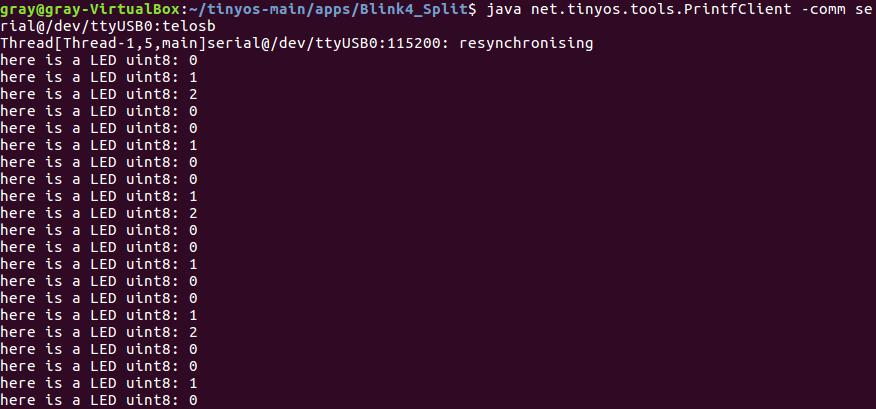 gray@gray-VirtualBox:~/tinyos-main/apps/Blink4_Split$ java net.tinyos.tools.PrintfClient -comm se
rial@/dev/ttyUSB0:telosb
Thread[Thread-1,5,main]serial@/dev/ttyUSB0:115200: resynchronising
here is a LED uint8: 0
here is a LED uint8: 1
here is a LED uint8: 2
here is a LED uint8: 0
here is a LED uint8: 0
here is a LED uint8: 1
here is a LED uint8: 0
here is a LED uint8: 0
here is a LED uint8: 1
here is a LED uint8: 2
here is a LED uint8: 0
here is a LED uint8: 0
here is a LED uint8: 1
here is a LED uint8: 0
here is a LED uint8: 0
here is a LED uint8: 1
here is a LED uint8: 2
here is a LED uint8: 0
here is a LED uint8: 0
here is a LED uint8: 1
here is a LED uint8: 0